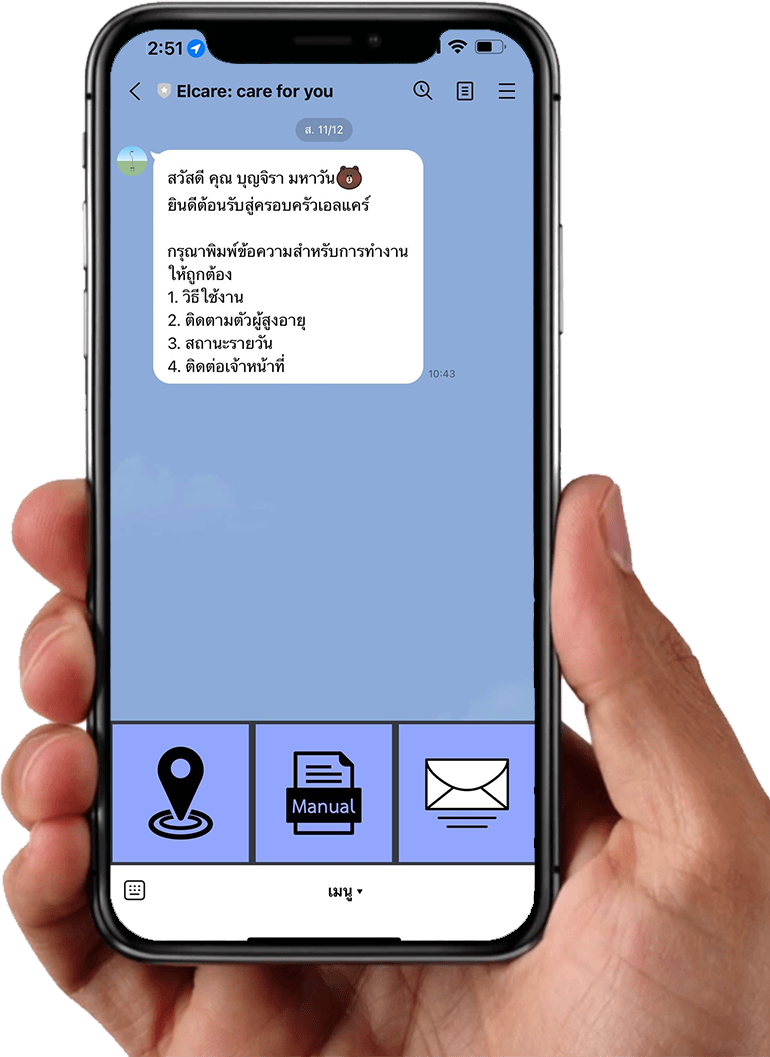 2:51
Elcare: care for you
ส. 11/12
สวัสดี คุณ บุญจิรา มหาวัน
ยินดีต้อนรับสู่ครอบครัวเอลแคร์
กรุณาพิมพ์ข้อความสำหรับการทำงาน
ให้ถูกต้อง
1. วิธีใช้งาน
2. ติดตามตัวผู้สูงอายุ
3. สถานะรายวัน
4. ติดต่อเจ้าหน้าที่
10:43
Manual
เมนู